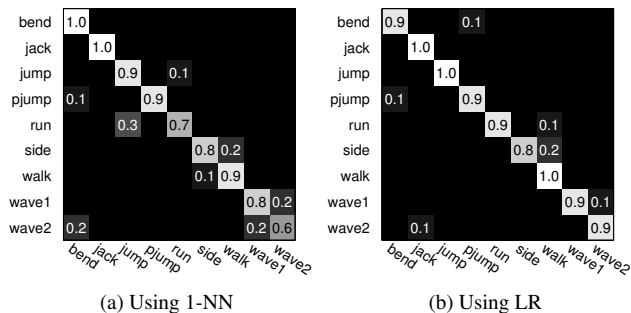 bend 1.0
jack 1.0
jump 0.9 0.1
pjump 0.1 0.9
run 0.3 0.7
side 0.8 0.2
walk 0.1 0.9
wave1 0.8 0.2
wave2 0.2 0.2 0.6
bend jack jump pjump run side walk wave1 wave2
(a) Using 1-NN
bend 0.9 0.1
jack 1.0
jump 1.0
pjump 0.1 0.9
run 0.9 0.1
side 0.8 0.2
walk 1.0
wave1 0.9 0.1
wave2 0.1 0.9
bend jack jump pjump run side walk wave1 wave2
(b) Using LR